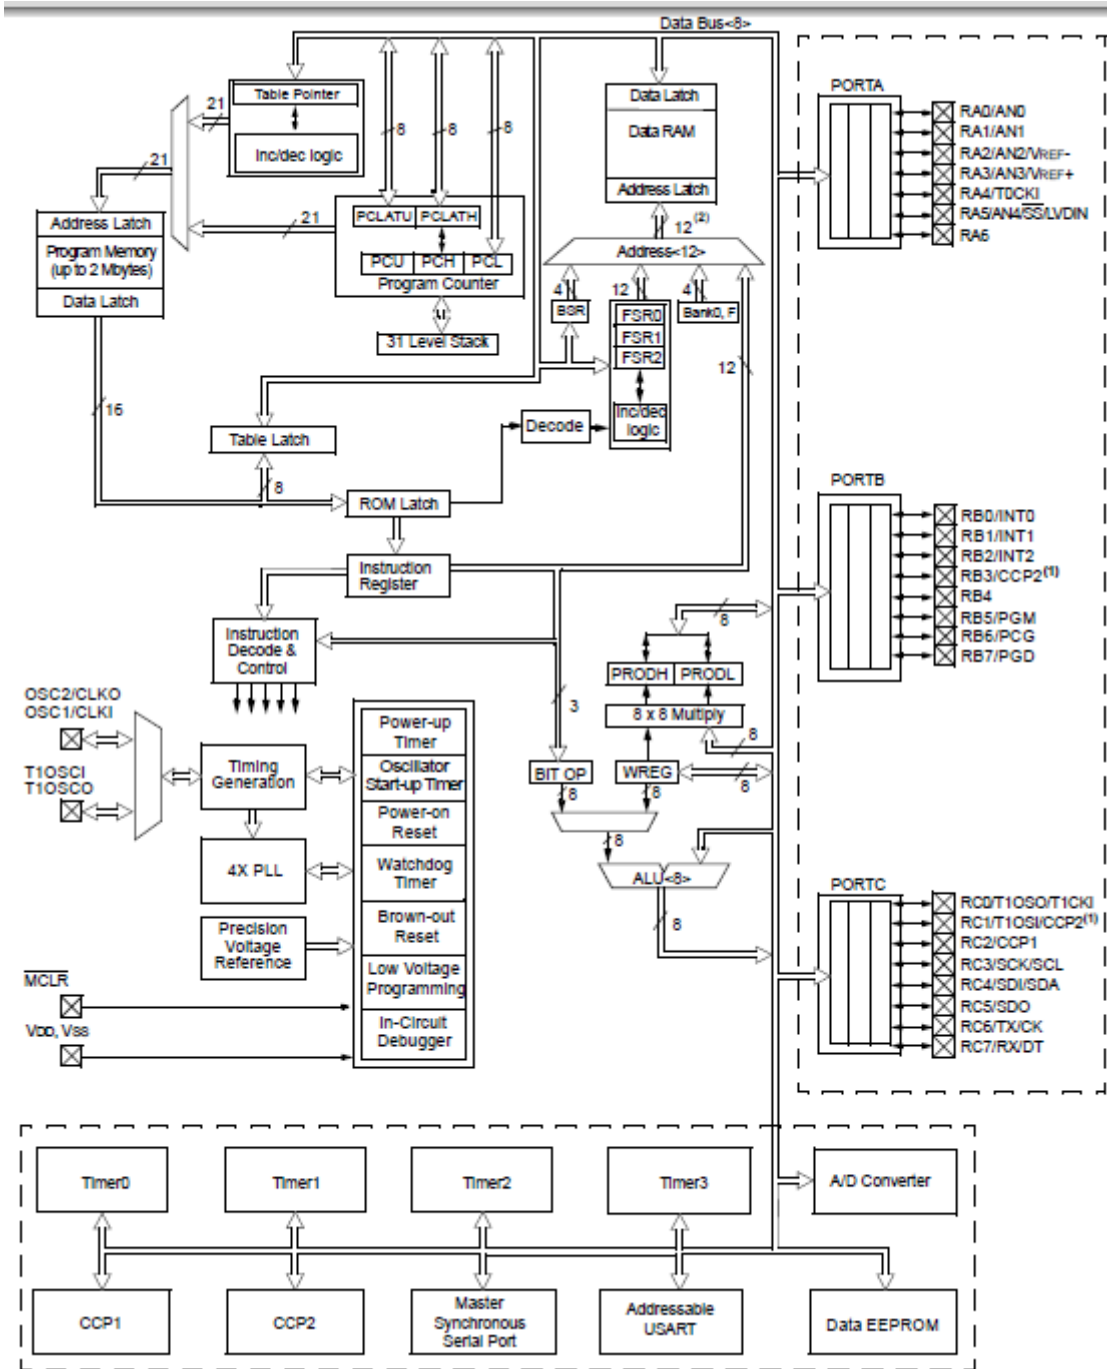 Data Bus<8>
PORTA
Table Pointer
21
Inc/dec logic
8
8
8
Data Latch
Data RAM
Address Latch
RA0/AN0
RA1/AN1
RA2/AN2/VREF-
RA3/AN3/VREF+
RA4/T0CKI
RA5/AN4/SS/LVDIN
RA6
21
21
PCLATU
PCLATH
PCU
PCH
PCL
Program Counter
31 Level Stack
Address Latch
Program Memory
(up to 2 Mbytes)
Data Latch
12(2)
Address<12>
4
12
4
BSR
FSR0
FSR1
FSR2
Bank0, F
12
Inc/dec
logic
16
Table Latch
Decode
8
ROM Latch
Instruction
Register
PORTB
RB0/INT0
RB1/INT1
RB2/INT2
RB3/CCP2(1)
RB4
RB5/PGM
RB6/PCG
RB7/PGD
Instruction
Decode &
Control
8
PRODH
PRODL
8 x 8 Multiply
3
8
BIT OP
WREG
8
8
8
8
ALU<8>
8
OSC2/CLKO
OSC1/CLKI
T1OSCI
T1OSCO
Timing
Generation
4X PLL
Precision
Voltage
Reference
MCLR
VDD, VSS
Power-up
Timer
Oscillator
Start-up Timer
Power-on
Reset
Watchdog
Timer
Brown-out
Reset
Low Voltage
Programming
In-Circuit
Debugger
PORTC
RC0/T1OSO/T1CKI
RC1/T1OSI/CCP2(1)
RC2/CCP1
RC3/SCK/SCL
RC4/SDI/SDA
RC5/SDO
RC6/TX/CK
RC7/RX/DT
Timer0
Timer1
Timer2
Timer3
A/D Converter
CCP1
CCP2
Master
Synchronous
Serial Port
Addressable
USART
Data EEPROM